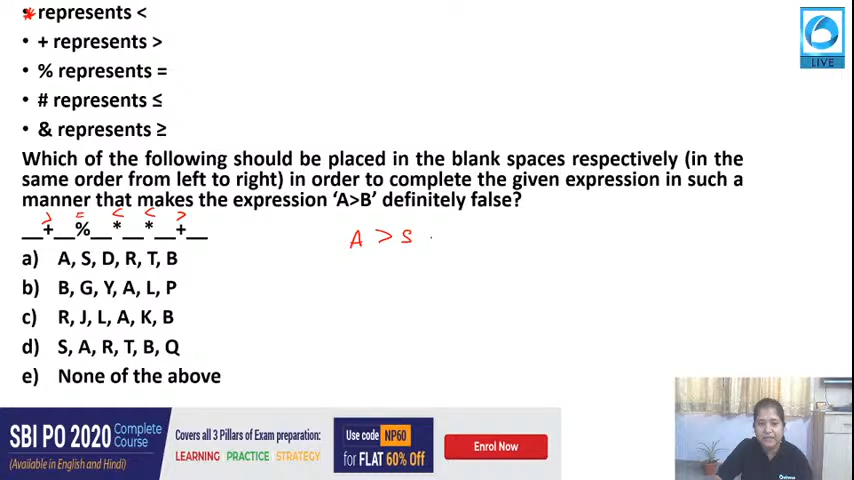 * represents <
• + represents >
• % represents =
• # represents ≤
• & represents ≥
Which of the following should be placed in the blank spaces respectively (in the
same order from left to right) in order to complete the given expression in such a
manner that makes the expression ‘A>B’ definitely false?
> = < < >
__+__%__*__*__+__
A > S .
a) A, S, D, R, T, B
b) B, G, Y, A, L, P
c) R, J, L, A, K, B
d) S, A, R, T, B, Q
e) None of the above
LIVE
SBI PO 2020 Complete Course
(Available in English and Hindi)
Covers all 3 Pillars of Exam preparation:
LEARNING PRACTICE STRATEGY
Use code NP60
for FLAT 60% Off
Enrol Now